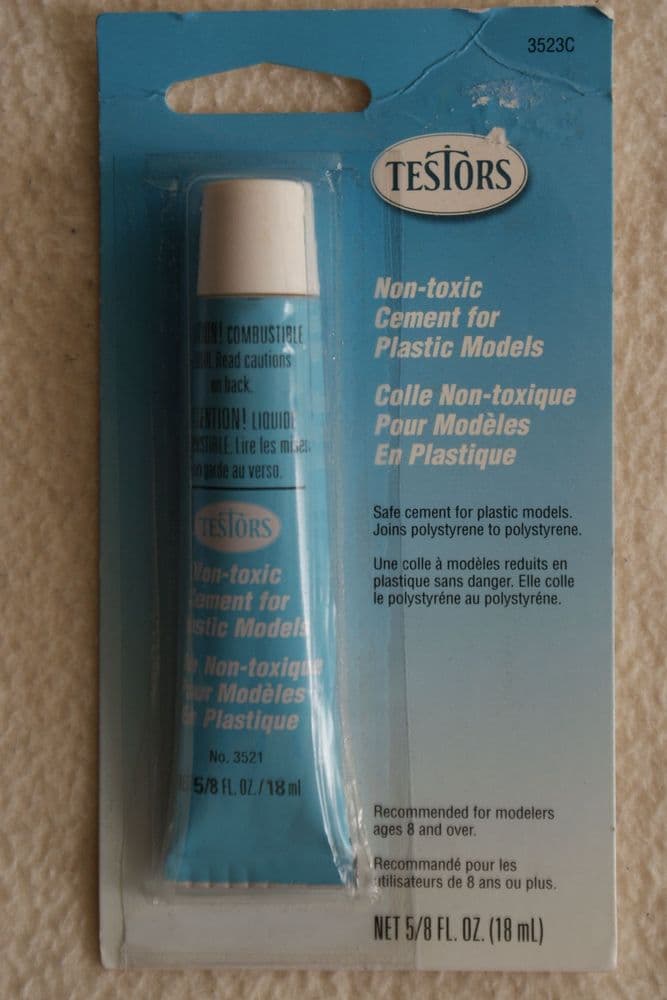 3523C
TESTORS
Non-toxic
Cement for
Plastic Models
Colle Non-toxique
Pour Modèles
En Plastique
Safe cement for plastic models.
Joins polystyrene to polystyrene.
Une colle à modèles reduits en
plastique sans danger. Elle colle
le polystyréne au polystyréne.
Recommended for modelers
ages 8 and over.
Recommandé pour les
utilisateurs de 8 ans ou plus.
NET 5/8 FL. OZ. (18 mL)
COMBUSTIBLE
Read cautions
on back.
LIQUIDE
Lire les
garde au verso.
TESTORS
Non-toxic
Cement for
Models
Non-toxique
Pour Modèles
En Plastique
No. 3521
5/8 FL. OZ. / 18 ml